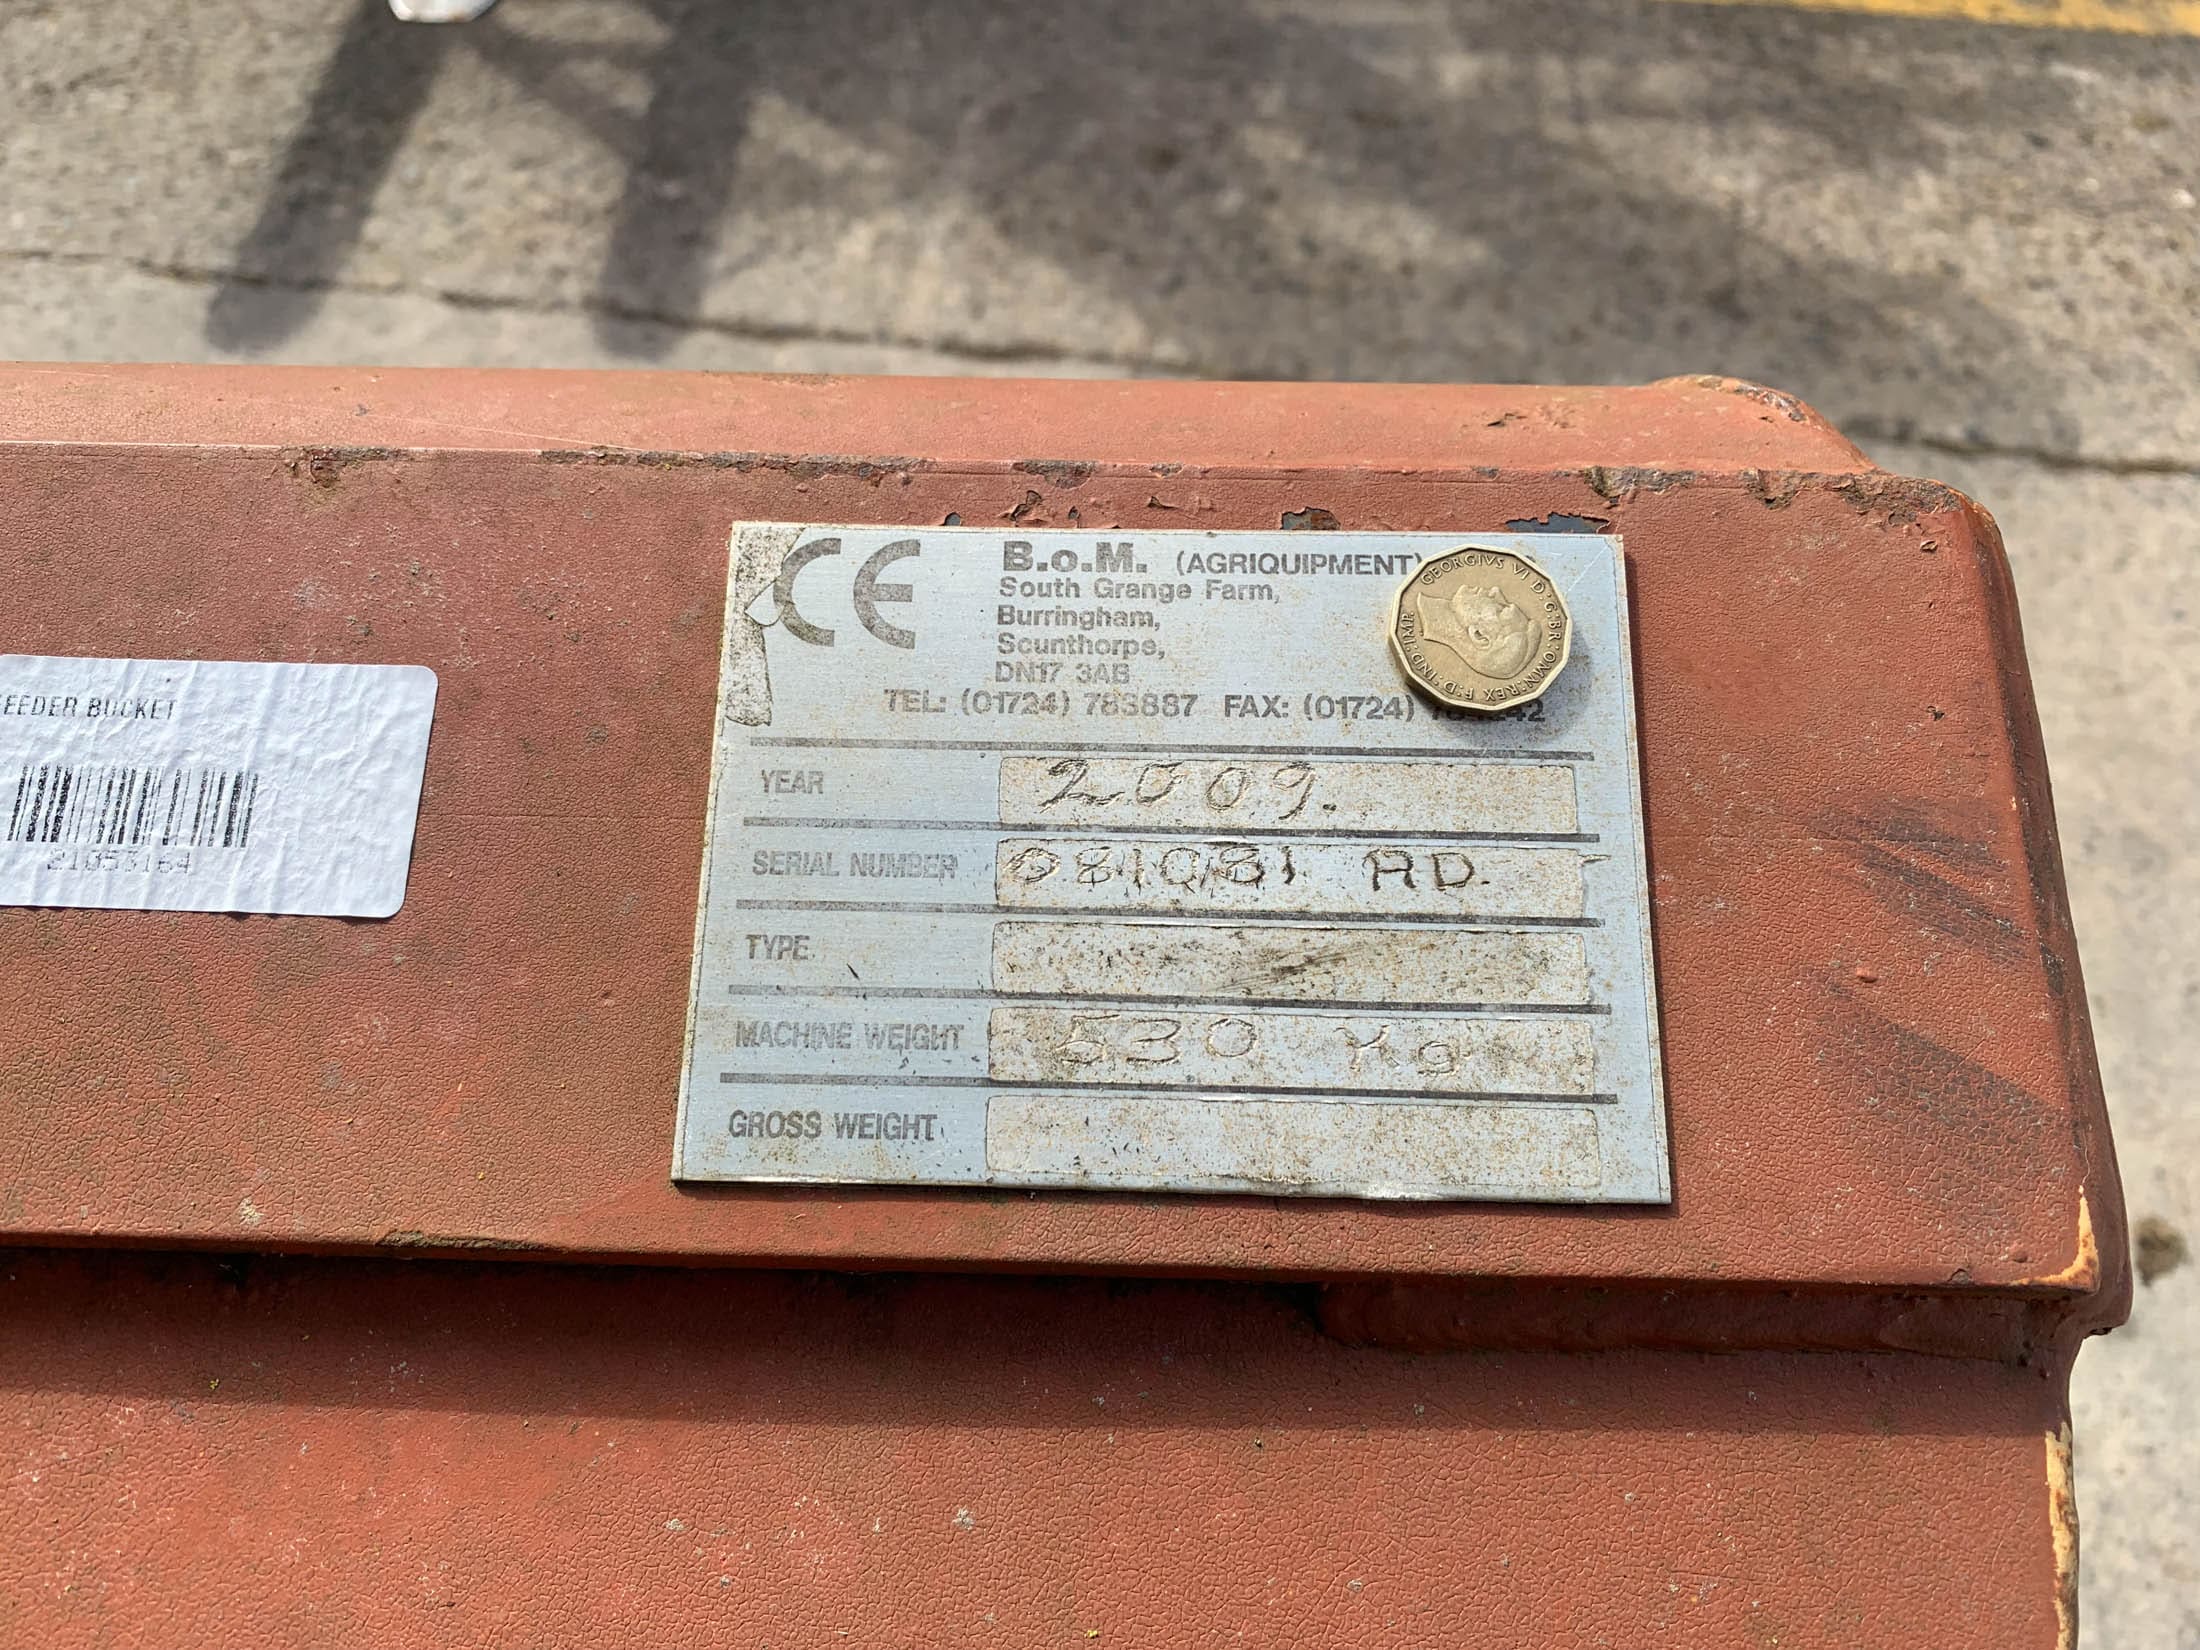 CE
B.o.M. (AGRIQUIPMENT)
South Grange Farm,
Burringham,
Scunthorpe,
DN17 3AB
TEL: (01724) 783887 FAX: (01724)
YEAR 2009.
SERIAL NUMBER 081081 RD.
TYPE
MACHINE WEIGHT 530 Kg
GROSS WEIGHT
GEORGIVS VI D:G:BR:OMN:REX F:D:IND:IMP.
EEDER BUCKET
21053164